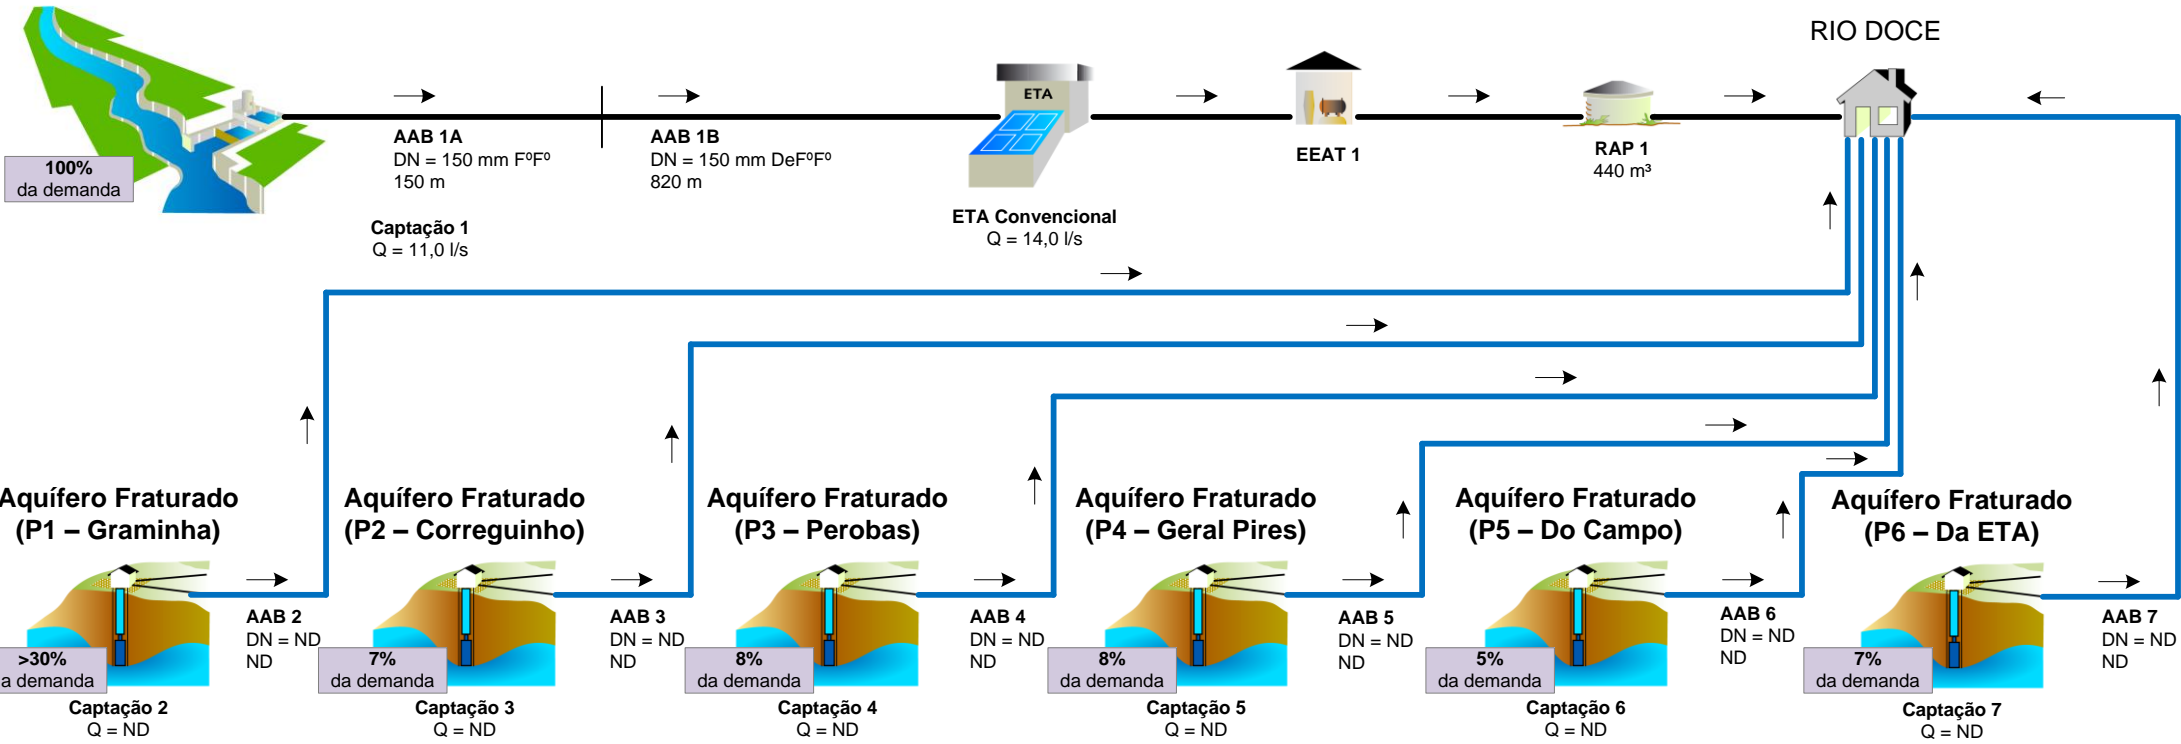 RIO DOCE
ETA
100%
da demanda
AAB 1A
DN = 150 mm FºFº
150 m
AAB 1B
DN = 150 mm DeFºFº
820 m
Captação 1
Q = 11,0 l/s
ETA Convencional
Q = 14,0 l/s
EEAT 1
RAP 1
440 m³
Aquífero Fraturado
(P1 – Graminha)
Aquífero Fraturado
(P2 – Correguinho)
Aquífero Fraturado
(P3 – Perobas)
Aquífero Fraturado
(P4 – Geral Pires)
Aquífero Fraturado
(P5 – Do Campo)
Aquífero Fraturado
(P6 – Da ETA)
>30%
a demanda
AAB 2
DN = ND
ND
Captação 2
Q = ND
7%
da demanda
AAB 3
DN = ND
ND
Captação 3
Q = ND
8%
da demanda
AAB 4
DN = ND
ND
Captação 4
Q = ND
8%
da demanda
AAB 5
DN = ND
ND
Captação 5
Q = ND
5%
da demanda
AAB 6
DN = ND
ND
Captação 6
Q = ND
7%
da demanda
AAB 7
DN = ND
ND
Captação 7
Q = ND